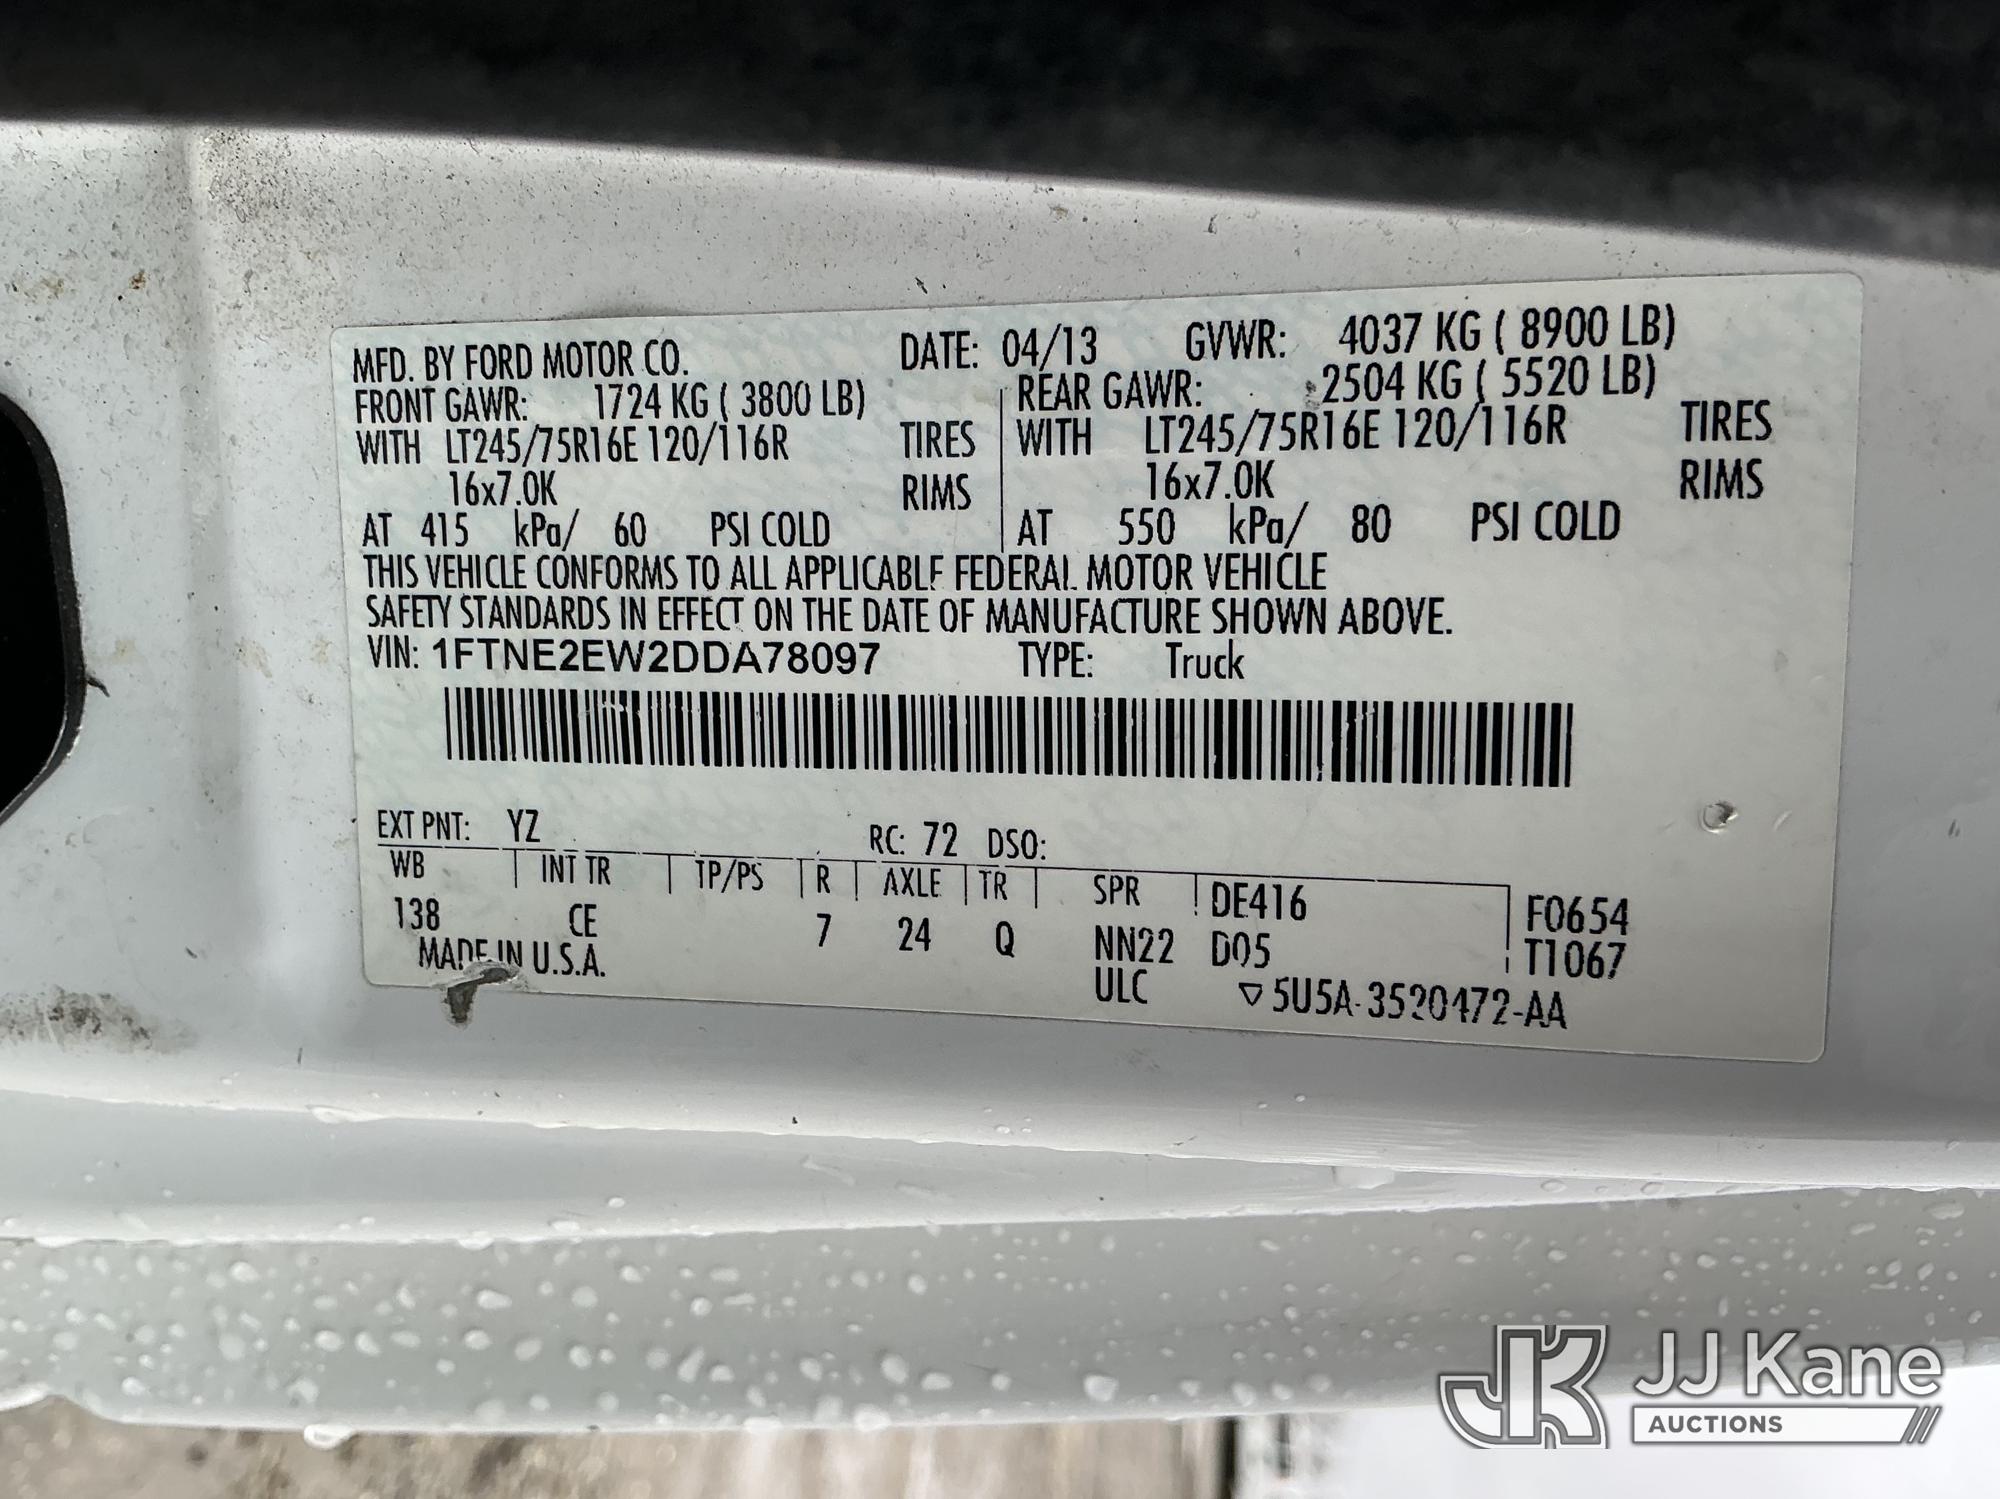 MFD. BY FORD MOTOR CO. DATE: 04/13 GVWR: 4037 KG ( 8900 LB)
FRONT GAWR: 1724 KG ( 3800 LB) REAR GAWR: 2504 KG ( 5520 LB)
WITH LT245/75R16E 120/116R TIRES WITH LT245/75R16E 120/116R TIRES
16x7.0K RIMS 16x7.0K RIMS
AT 415 kPa/ 60 PSI COLD AT 550 kPa/ 80 PSI COLD
THIS VEHICLE CONFORMS TO ALL APPLICABLE FEDERAL MOTOR VEHICLE
SAFETY STANDARDS IN EFFECT ON THE DATE OF MANUFACTURE SHOWN ABOVE.
VIN: 1FTNE2EW2DDA78097 TYPE: Truck
EXT PNT: YZ RC: 72 DSO:
WB INT TR TP/PS R AXLE TR SPR DE416 F0654
138 CE 7 24 Q NN22 D05 T1067
MADE IN U.S.A. ULC ▽5U5A-3520472-AA
JK JJ Kane
AUCTIONS